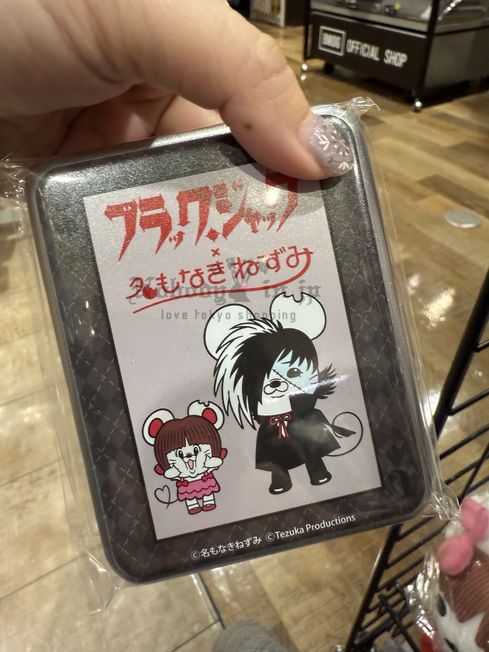 OFFICIAL SHOP
ブラック・ジャック
×
名もなきねずみ
love tokyo shopping
©名もなきねずみ ©Tezuka Productions